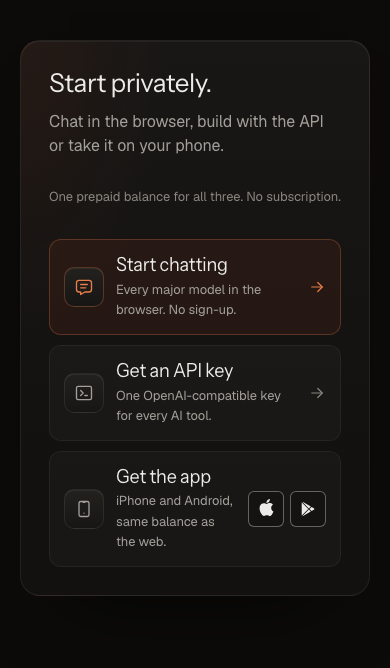 Start privately.
Chat in the browser, build with the API
or take it on your phone.
One prepaid balance for all three. No subscription.
Start chatting
Every major model in the
browser. No sign-up.
Get an API key
One OpenAI-compatible key
for every AI tool.
Get the app
iPhone and Android,
same balance as
the web.